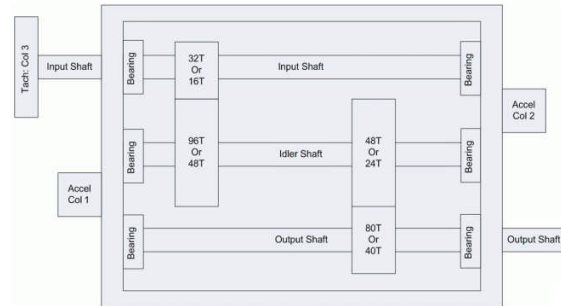 Tach: Col 3
Input Shaft
Bearing
32T
Or
16T
Input Shaft
Bearing
Accel
Col 2
Bearing
96T
Or
48T
Idler Shaft
48T
Or
24T
Bearing
Accel
Col 1
Bearing
Output Shaft
80T
Or
40T
Bearing
Output Shaft